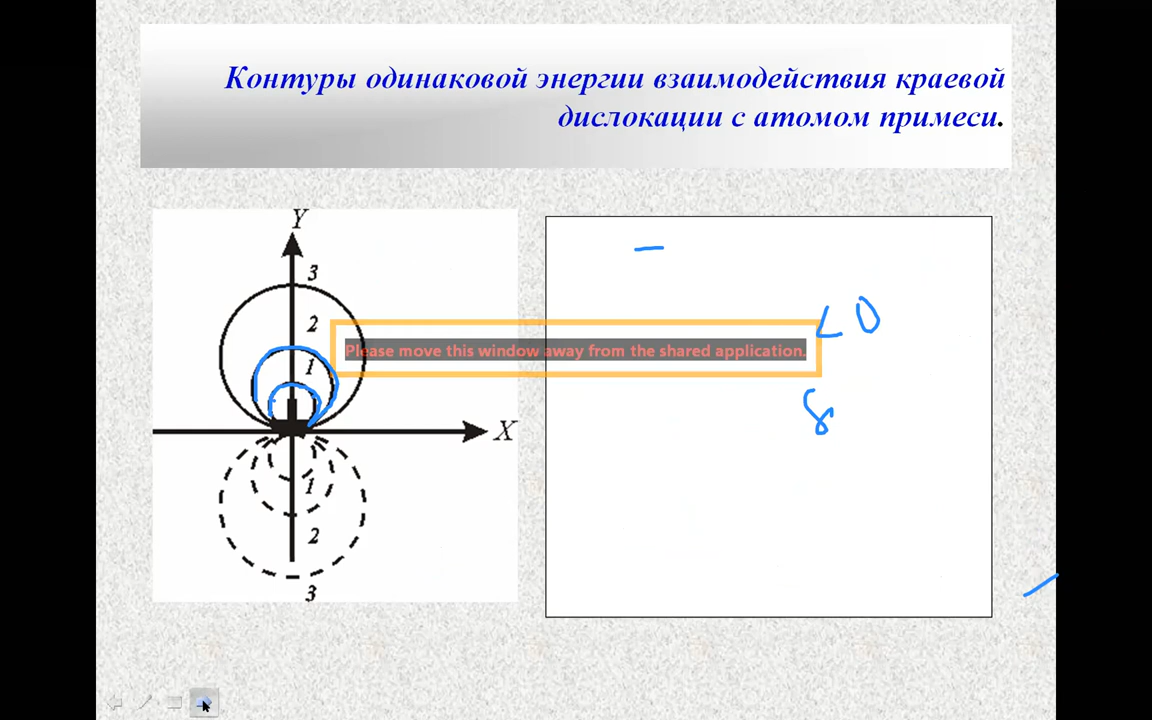 Контуры одинаковой энергии взаимодействия краевой
дислокации с атомом примеси.
Y
3
2
1
X
1
2
3
Please move this window away from the shared application.
< 0